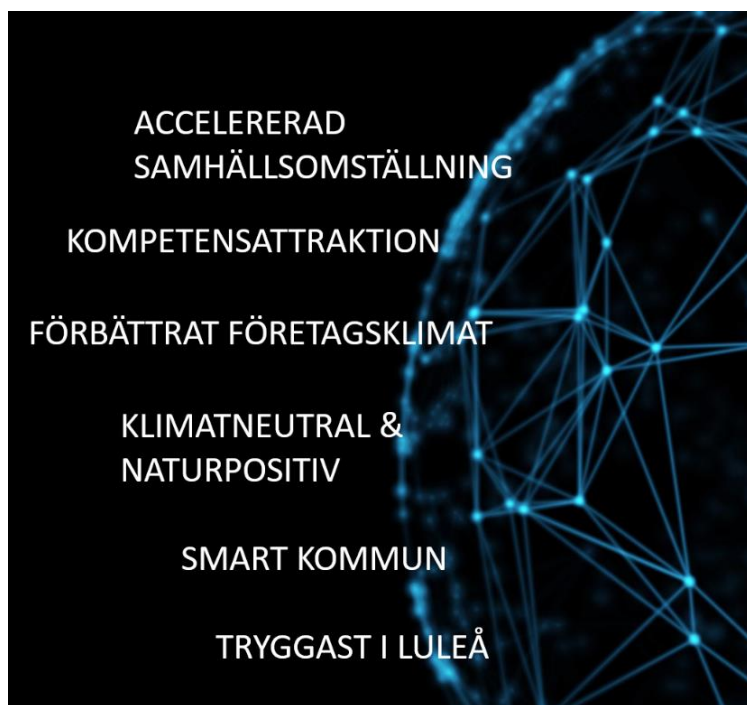 ACCELERERAD
SAMHÄLLSOMSTÄLLNING
KOMPETENSATTRAKTION
FÖRBÄTTRAT FÖRETAGSKLIMAT
KLIMATNEUTRAL &
NATURPOSITIV
SMART KOMMUN
TRYGGAST I LULEÅ